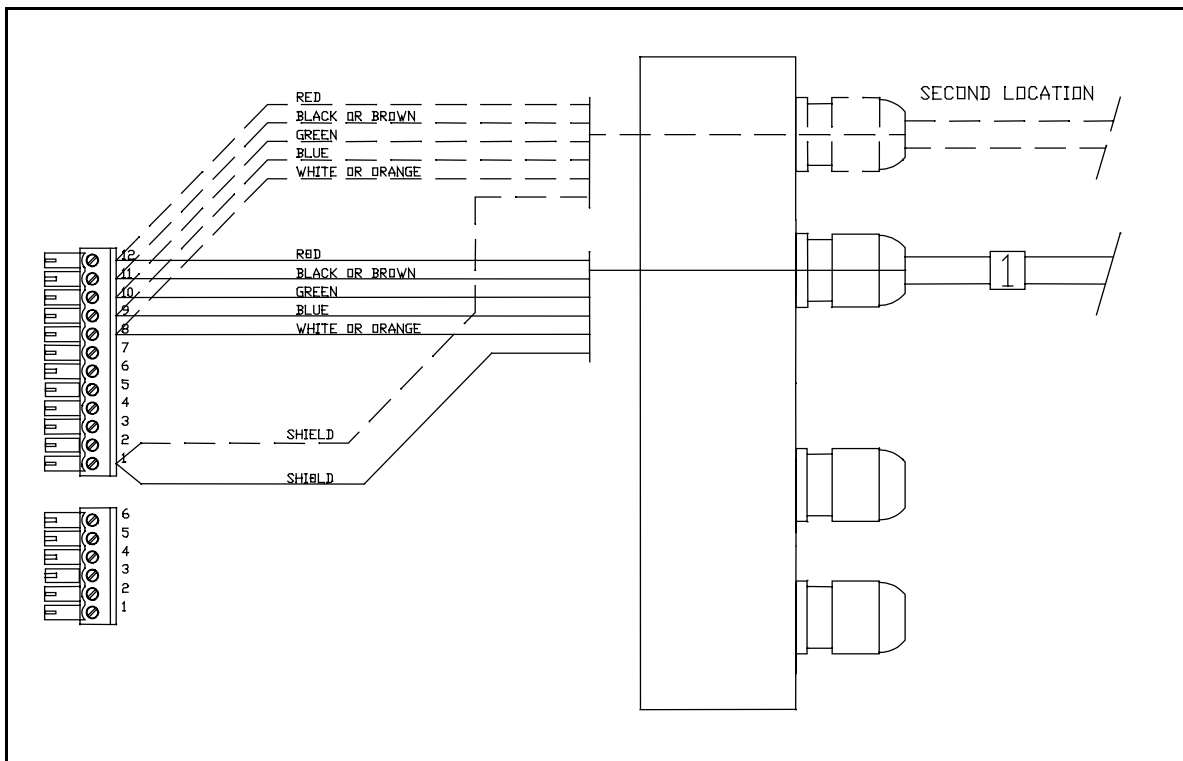 RED
BLACK OR BROWN
GREEN
BLUE
WHITE OR ORANGE
SECOND LOCATION
12
RED
11
BLACK OR BROWN
10
GREEN
9
BLUE
8
WHITE OR ORANGE
1
7
6
5
4
3
2
SHIELD
1
SHIELD
6
5
4
3
2
1